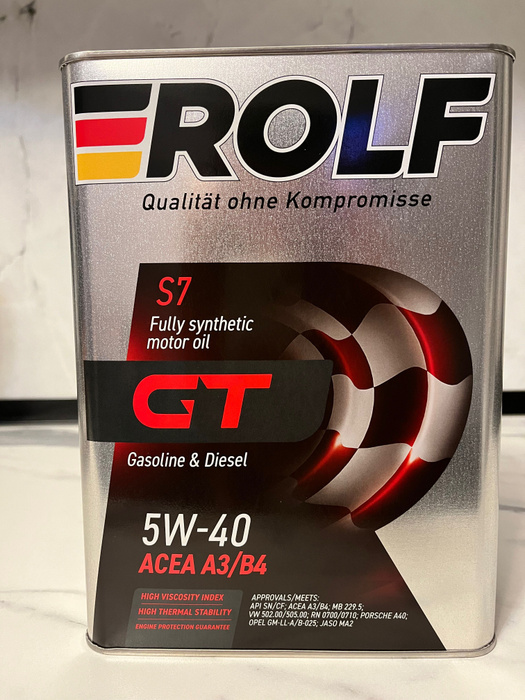 ROLF
Qualität ohne Kompromisse
S7
Fully synthetic
motor oil
GT
Gasoline & Diesel
5W-40
ACEA A3/B4
HIGH VISCOSITY INDEX
HIGH THERMAL STABILITY
ENGINE PROTECTION GUARANTEE
APPROVALS/MEETS:
API SN/CF; ACEA A3/B4; MB 229.5;
VW 502.00/505.00; RN 0700/0710; PORSCHE A40;
OPEL GM-LL-A/B-025; JASO MA2